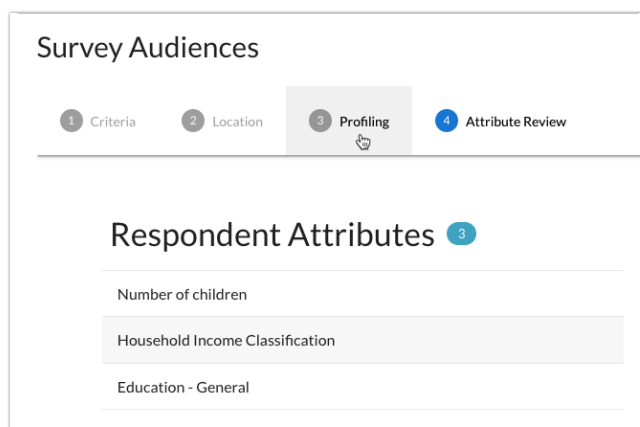 Survey Audiences
1 Criteria 2 Location 3 Profiling 4 Attribute Review
Respondent Attributes 3
Number of children
Household Income Classification
Education - General